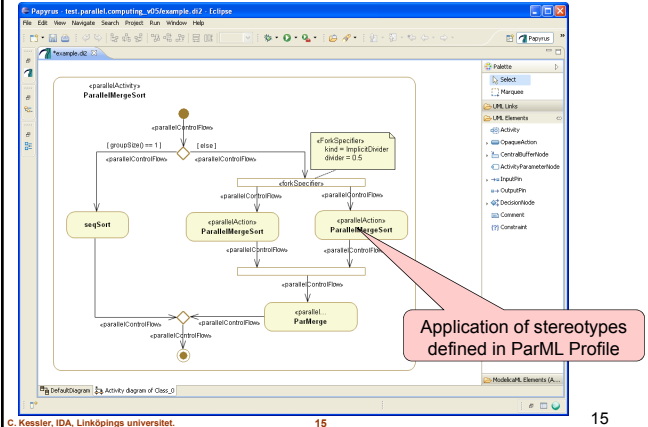 Papyrus - test.parallel.computing_v05/example.di2 - Eclipse
File Edit View Navigate Search Project Run Window Help
Papyrus
*example.di2
«parallelActivity»
ParallelMergeSort
«parallelControlFlow»
[groupSize() == 1]
[else]
«parallelControlFlow»
«parallelControlFlow»
«ForkSpecifier»
kind = ImplicitDivider
divider = 0.5
«forkSpecifier»
«parallelControlFlow»
«parallelControlFlow»
seqSort
«parallelAction»
ParallelMergeSort
«parallelAction»
ParallelMergeSort
«parallelControlFlow»
«parallelControlFlow»
«parallelControlFlow»
«parallel...
ParMerge
«parallelControlFlow»
«parallelControlFlow»
«parallelControlFlow»
Palette
Select
Marquee
UML Links
UML Elements
Activity
OpaqueAction
CentralBufferNode
ActivityParameterNode
InputPin
OutputPin
DecisionNode
Comment
Constraint
ModelicaML Elements (A...
Application of stereotypes
defined in ParML Profile
DefaultDiagram
Activity diagram of Class_0
C. Kessler, IDA, Linköpings universitet.
15
15